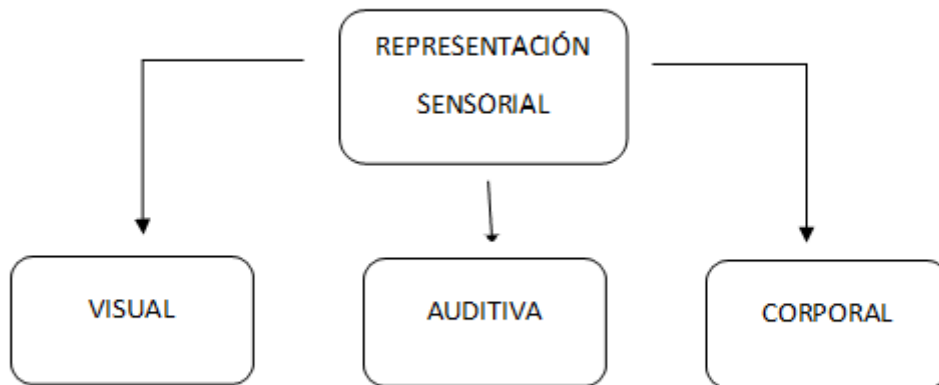 REPRESENTACIÓN
SENSORIAL
VISUAL
AUDITIVA
CORPORAL